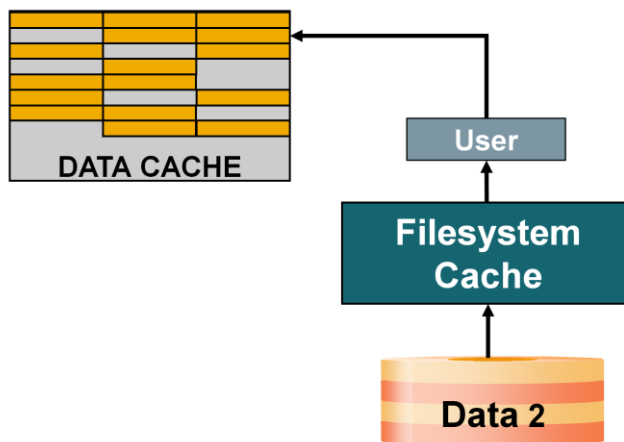 DATA CACHE
User
Filesystem
Cache
Data 2